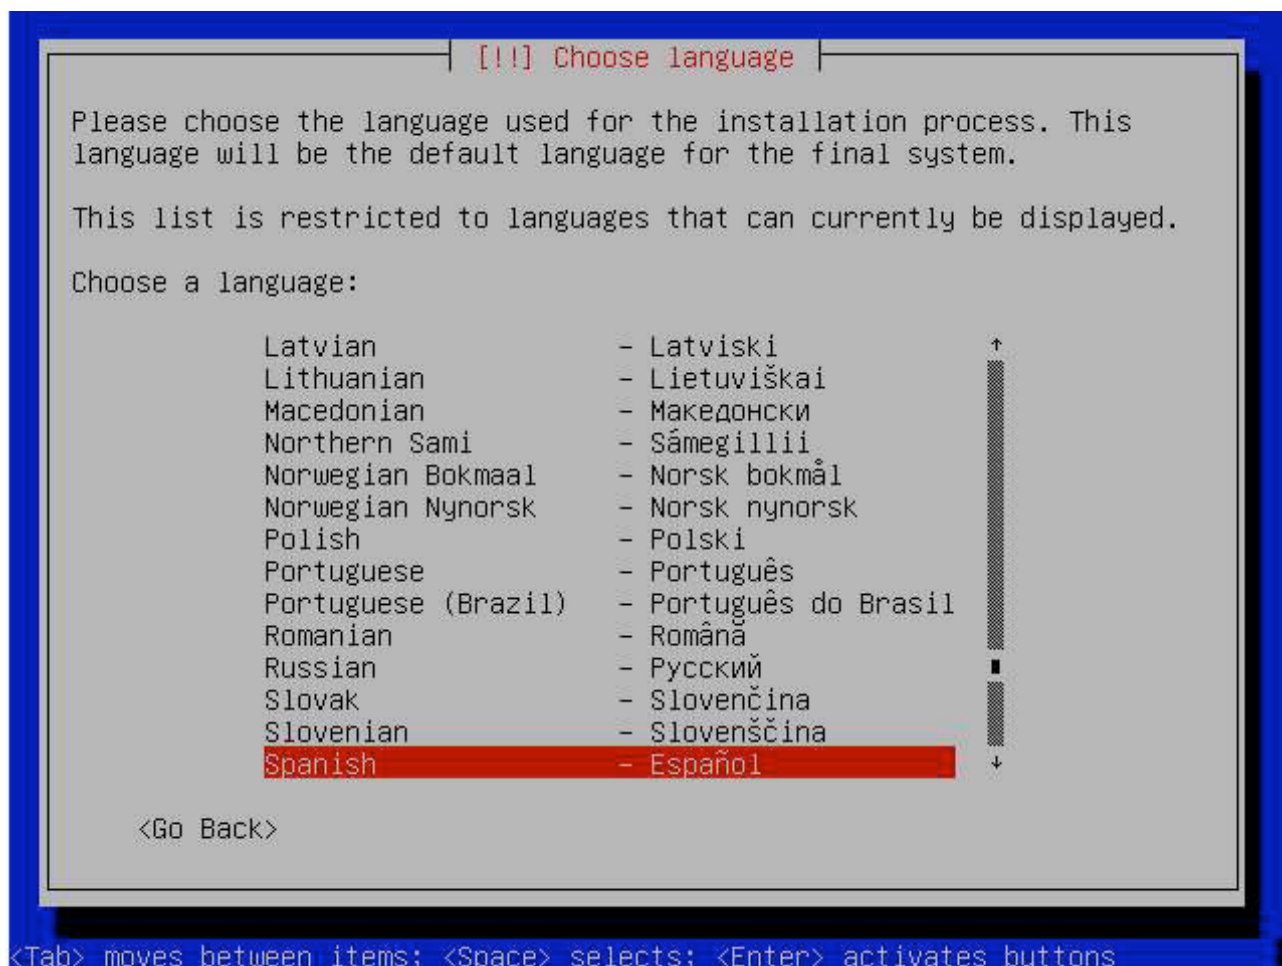 [!!] Choose language
Please choose the language used for the installation process. This
language will be the default language for the final system.
This list is restricted to languages that can currently be displayed.
Choose a language:
Latvian - Latviski
Lithuanian - Lietuviškai
Macedonian - Македонски
Northern Sami - Sámegillii
Norwegian Bokmaal - Norsk bokmål
Norwegian Nynorsk - Norsk nynorsk
Polish - Polski
Portuguese - Português
Portuguese (Brazil) - Português do Brasil
Romanian - Română
Russian - Русский
Slovak - Slovenčina
Slovenian - Slovenščina
Spanish - Español
<Go Back>
<Tab> moves between items; <Space> selects; <Enter> activates buttons